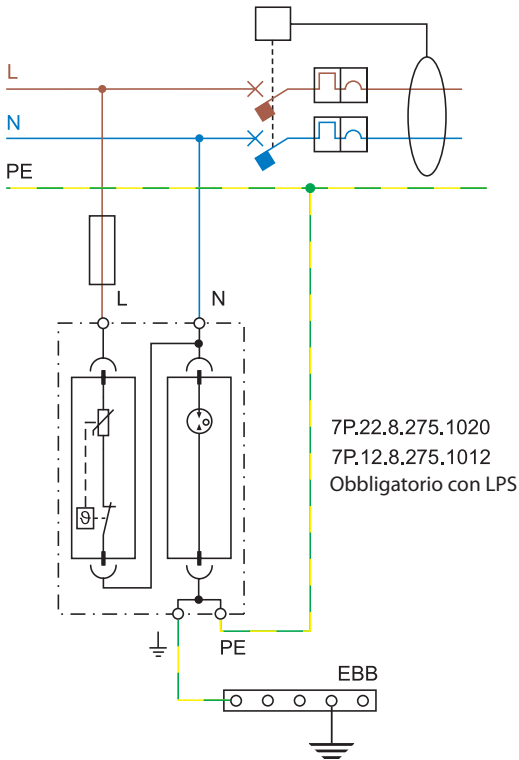 L
N
PE
L
N
7P.22.8.275.1020
7P.12.8.275.1012
Obbligatorio con LPS
ϑ
PE
EBB